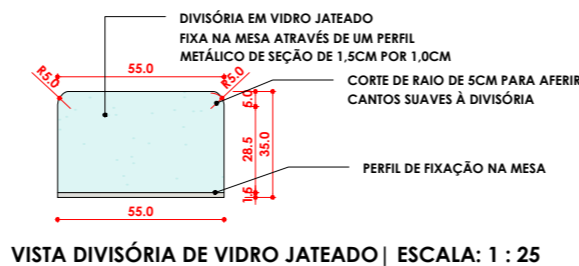 DIVISÓRIA EM VIDRO JATEADO
FIXA NA MESA ATRAVÉS DE UM PERFIL
METÁLICO DE SEÇÃO DE 1,5CM POR 1,0CM
55.0
R5.0
R5.0
CORTE DE RAIO DE 5CM PARA AFERIR
CANTOS SUAVES À DIVISÓRIA
5.0
28.5
35.0
1.5
PERFIL DE FIXAÇÃO NA MESA
55.0
VISTA DIVISÓRIA DE VIDRO JATEADO| ESCALA: 1 : 25